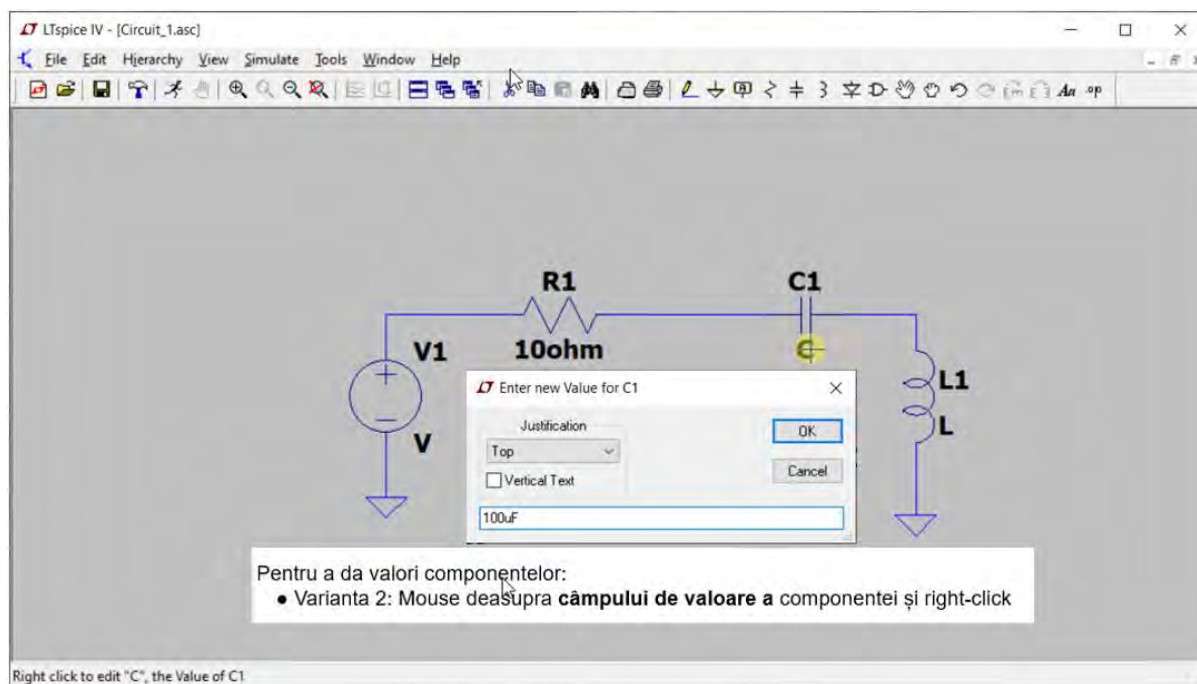 LTspice IV - [Circuit_1.asc]
File Edit Hierarchy View Simulate Tools Window Help
Aa .op
R1
C1
V1
10ohm
C
L1
Enter new Value for C1
Justification
OK
V
L
Top
Cancel
Vertical Text
100uF
Pentru a da valori componentelor:
● Varianta 2: Mouse deasupra câmpului de valoare a componentei și right-click
Right click to edit "C", the Value of C1